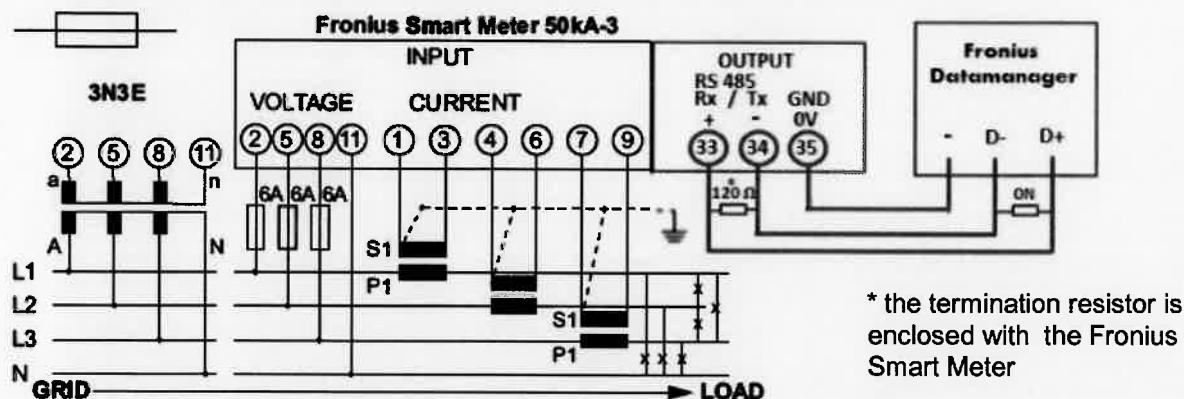 Fronius Smart Meter 50kA-3
INPUT
VOLTAGE CURRENT
2 5 8 11 1 3 4 6 7 9
6A 6A 6A
S1
P1
S1
P1
3N3E
2 5 8 11
a n
A N
L1
L2
L3
N
GRID LOAD
OUTPUT
RS 485
Rx / Tx GND
+ - 0V
33 34 35
*
120 Ω
Fronius
Datamanager
- D- D+
ON
* the termination resistor is
enclosed with the Fronius
Smart Meter